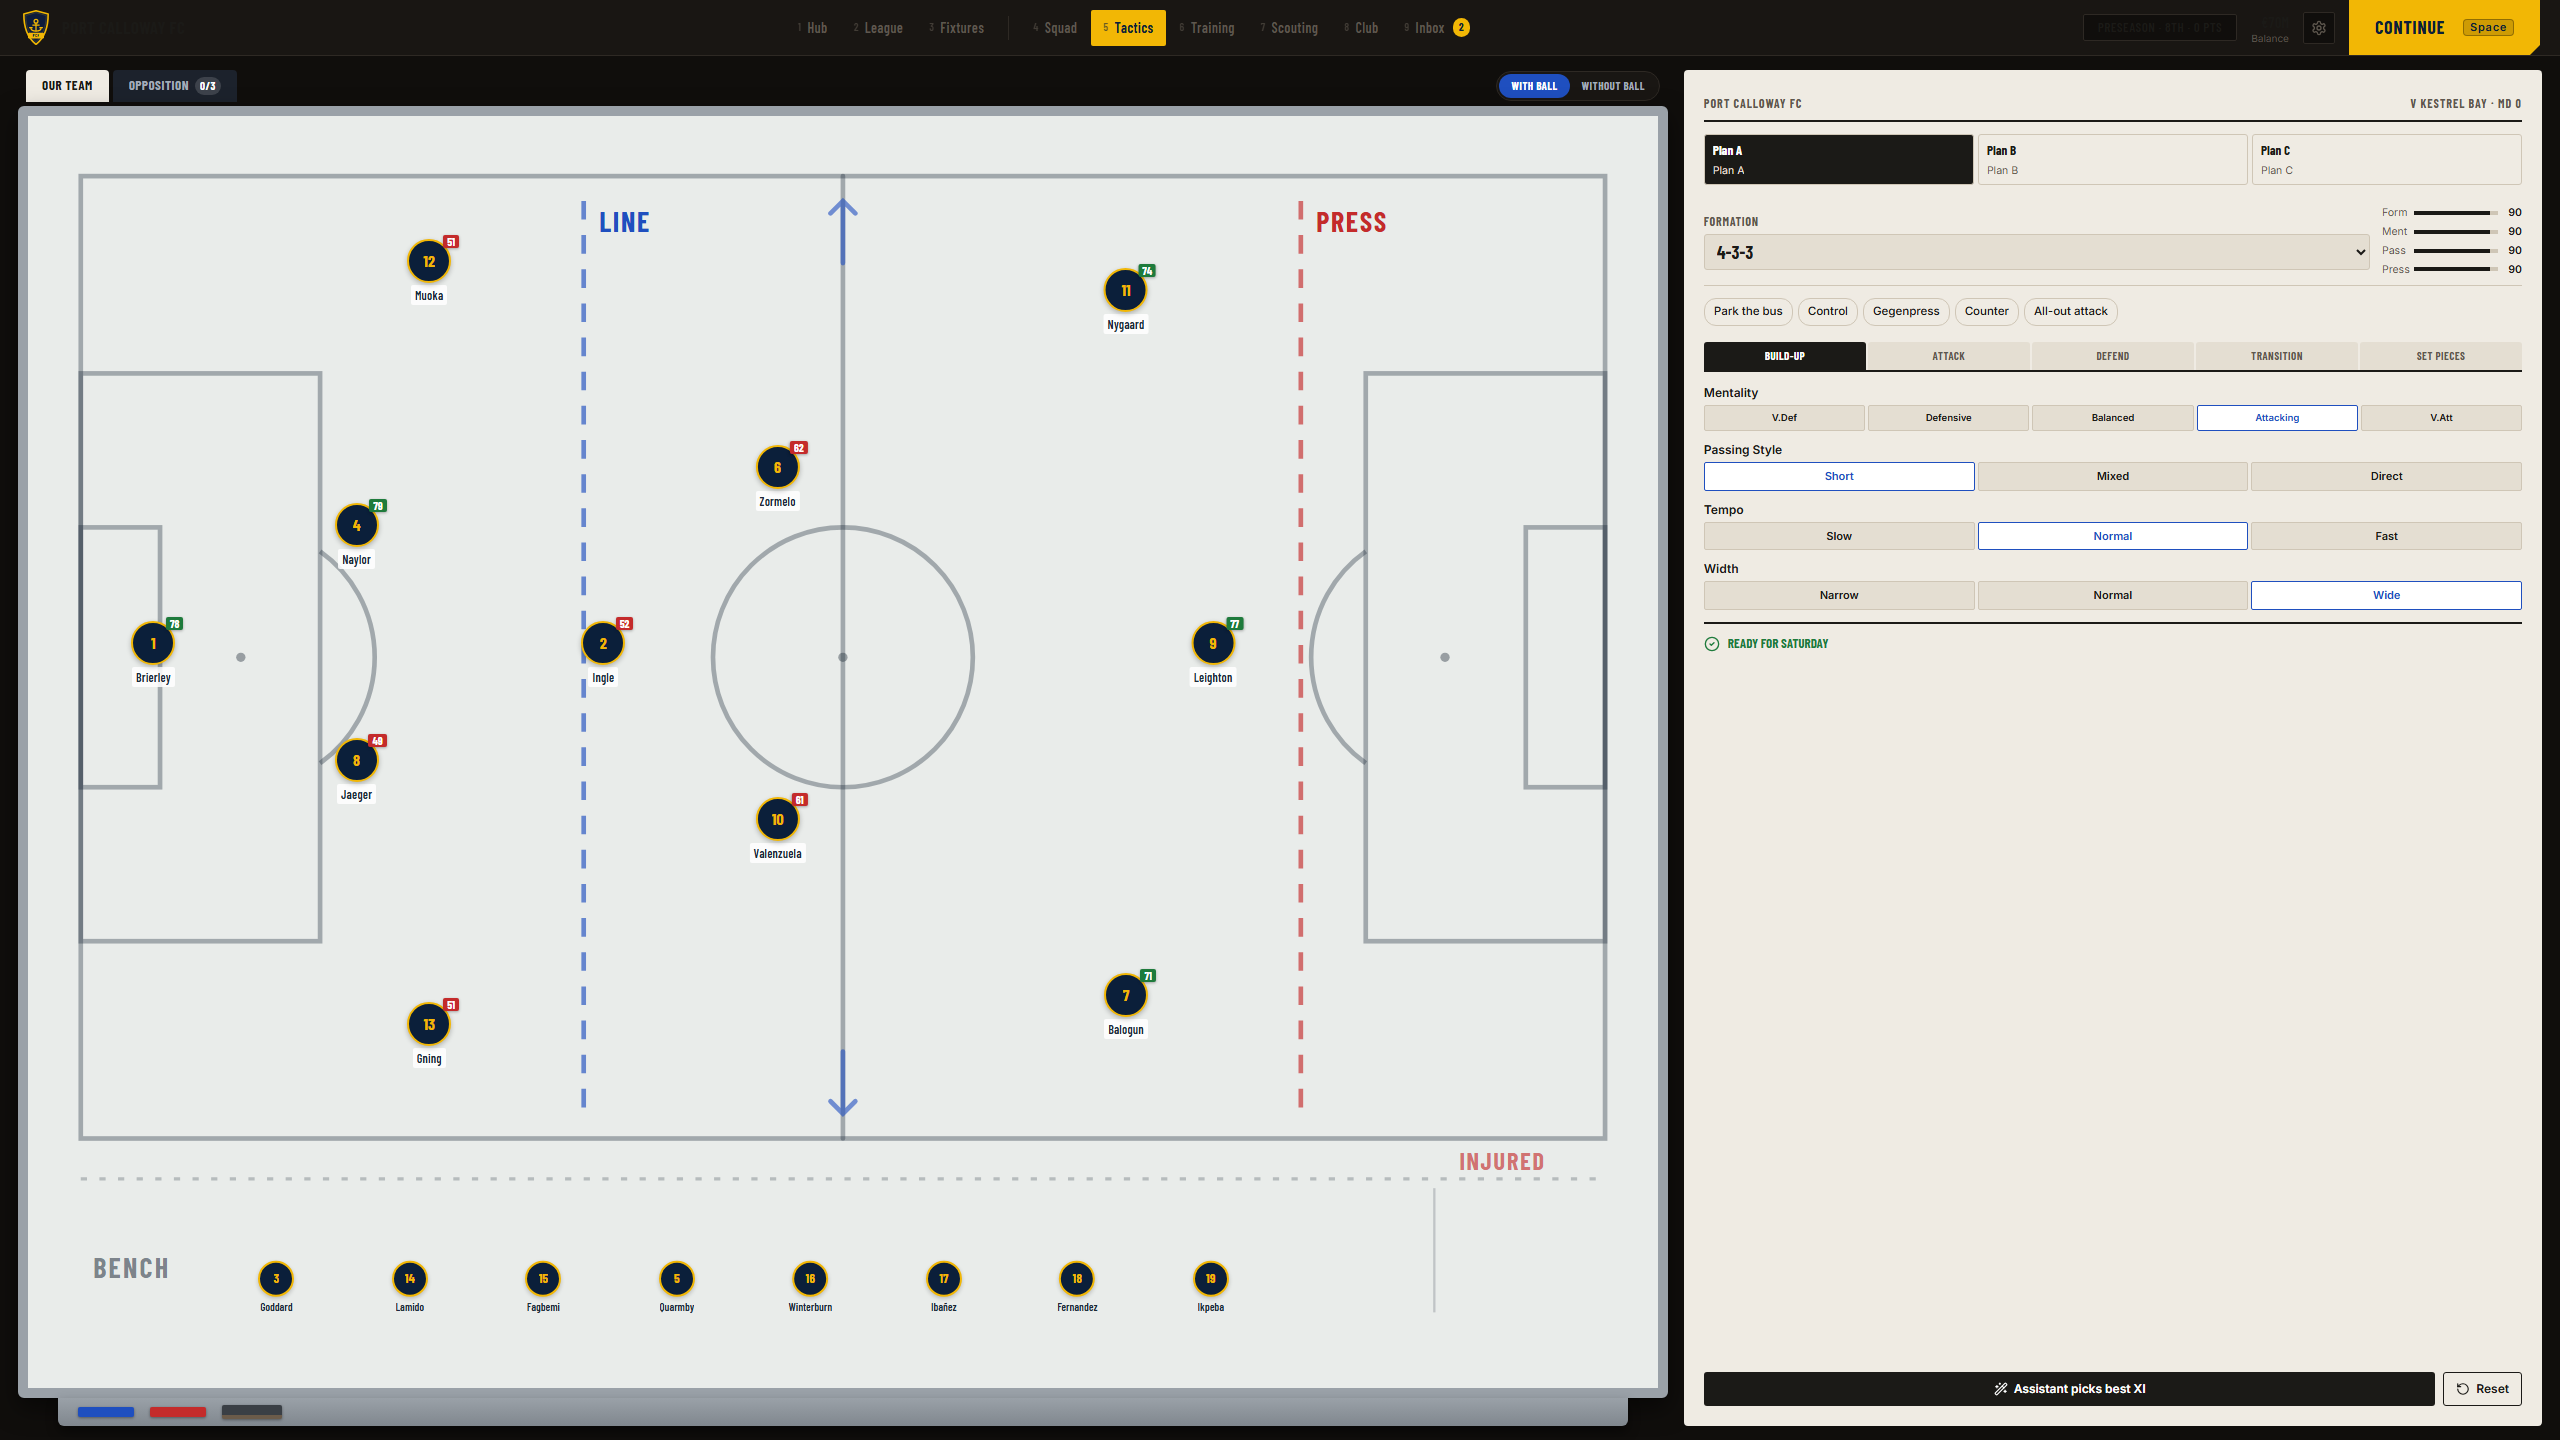 1 Hub 2 League 3 Fixtures 4 Squad 5 Tactics 6 Training 7 Scouting 8 Club 9 Inbox 2
PRESEASON · 8TH · 0 PTS
Balance
CONTINUE Space
OUR TEAM OPPOSITION 0/3
WITH BALL WITHOUT BALL
LINE
PRESS
51
12
Muoka
74
11
Nygaard
62
6
Zormelo
79
4
Naylor
78
1
Brierley
52
2
Ingle
77
9
Leighton
49
8
Jaeger
61
10
Valenzuela
71
7
Balogun
51
13
Gning
INJURED
BENCH
3 14 15 5 16 17 18 19
Goddard Lamido Fagbemi Quarmby Winterburn Ibañez Fernandez Ikpeba
PORT CALLOWAY FC V KESTREL BAY · MD 0
Plan A Plan B Plan C
Plan A Plan B Plan C
FORMATION
4-3-3
Form 90
Ment 90
Pass 90
Press 90
Park the bus Control Gegenpress Counter All-out attack
BUILD-UP ATTACK DEFEND TRANSITION SET PIECES
Mentality
V.Def Defensive Balanced Attacking V.Att
Passing Style
Short Mixed Direct
Tempo
Slow Normal Fast
Width
Narrow Normal Wide
READY FOR SATURDAY
Assistant picks best XI Reset